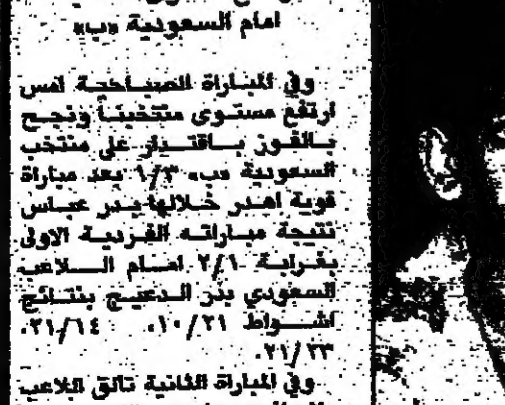 امام السعودية «ب»
وفي المباراة الصباحية امس
ارتفع مستوى منتخبنا ونجح
بالفوز باقتدار على منتخب
السعودية «ب» ١/٣ بعد مباراة
قوية اهدر خلالها بدر عباس
نتيجة مباراته الفردية الاولى
بغرابة ٢/١ امام اللاعب
السعودي بدر الدعيج بنتائج
اشواط ١٠/٢١، ٢١/١٤،
٢١/٢٣.
وفي المباراة الثانية تالق اللاعب